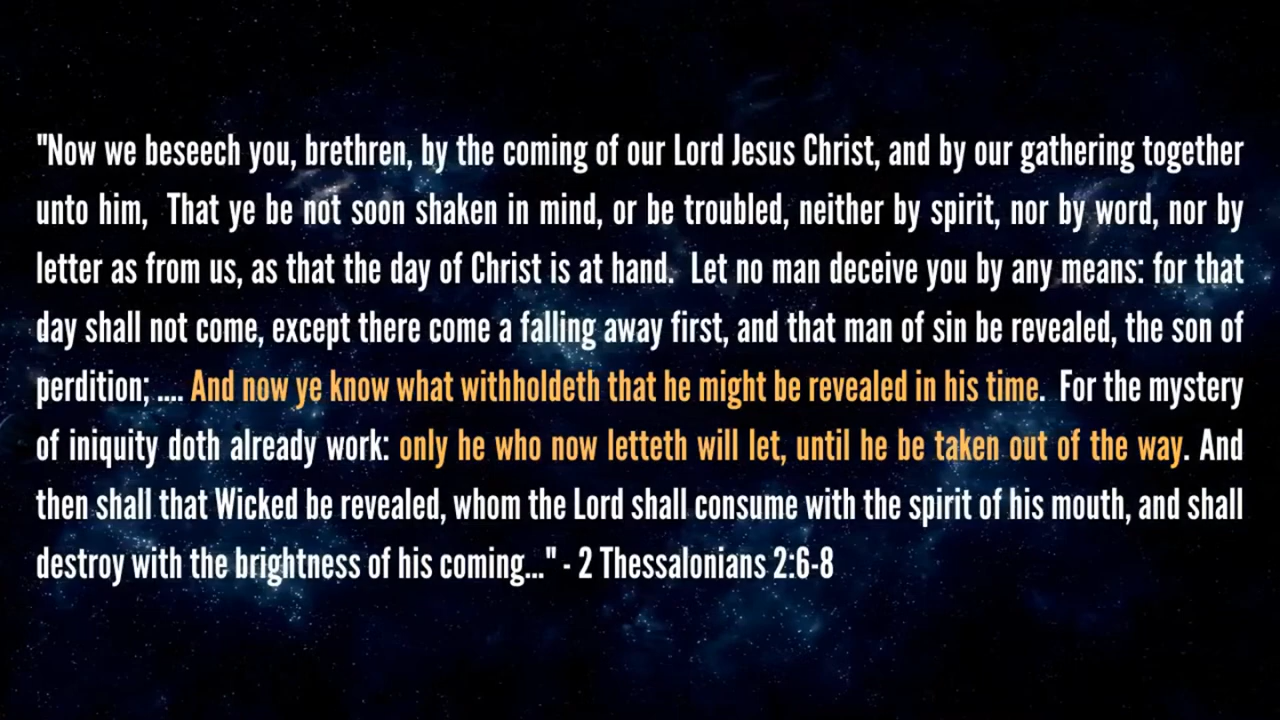 "Now we beseech you, brethren, by the coming of our Lord Jesus Christ, and by our gathering together
unto him,  That ye be not soon shaken in mind, or be troubled, neither by spirit, nor by word, nor by
letter as from us, as that the day of Christ is at hand.  Let no man deceive you by any means: for that
day shall not come, except there come a falling away first, and that man of sin be revealed, the son of
perdition; .... And now ye know what withholdeth that he might be revealed in his time.  For the mystery
of iniquity doth already work: only he who now letteth will let, until he be taken out of the way. And
then shall that Wicked be revealed, whom the Lord shall consume with the spirit of his mouth, and shall
destroy with the brightness of his coming..." - 2 Thessalonians 2:6-8